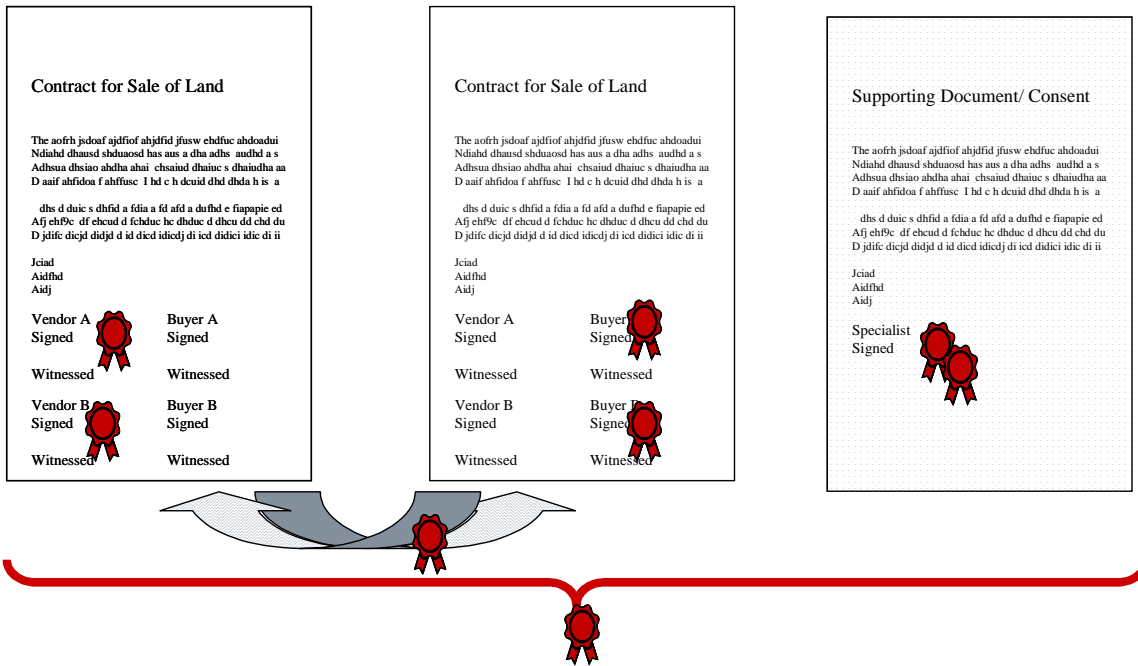 Contract for Sale of Land
The aofrh jsdoaf ajdfiof ahjdfid jfusw ehdfuc ahdoadui
Ndiahd dhausd shduaosd has aus a dha adhs audhd a s
Adhsua dhsiao ahdha ahai chsaiud dhaiuc s dhaiudha aa
D aaif ahfidoa f ahffusc I hd c h dcuid dhd dhda h is a
dhs d duic s dhfid a fdia a fd afd a dufhd e fiapapie ed
Afj ehf9c df ehcud d fchduc hc dhduc d dhcu dd chd du
D jdifc dicjd didjd d id dicd idicdj di icd didici idic di ii
Jciad
Aidfhd
Aidj
Vendor A Buyer A
Signed Signed
Witnessed Witnessed
Vendor B Buyer B
Signed Signed
Witnessed Witnessed
Contract for Sale of Land
The aofrh jsdoaf ajdfiof ahjdfid jfusw ehdfuc ahdoadui
Ndiahd dhausd shduaosd has aus a dha adhs audhd a s
Adhsua dhsiao ahdha ahai chsaiud dhaiuc s dhaiudha aa
D aaif ahfidoa f ahffusc I hd c h dcuid dhd dhda h is a
dhs d duic s dhfid a fdia a fd afd a dufhd e fiapapie ed
Afj ehf9c df ehcud d fchduc hc dhduc d dhcu dd chd du
D jdifc dicjd didjd d id dicd idicdj di icd didici idic di ii
Jciad
Aidfhd
Aidj
Vendor A Buyer
Signed Signed
Witnessed Witnessed
Vendor B Buyer B
Signed Signed
Witnessed Witnessed
Supporting Document/ Consent
The aofrh jsdoaf ajdfiof ahjdfid jfusw ehdfuc ahdoadui
Ndiahd dhausd shduaosd has aus a dha adhs audhd a s
Adhsua dhsiao ahdha ahai chsaiud dhaiuc s dhaiudha aa
D aaif ahfidoa f ahffusc I hd c h dcuid dhd dhda h is a
dhs d duic s dhfid a fdia a fd afd a dufhd e fiapapie ed
Afj ehf9c df ehcud d fchduc hc dhduc d dhcu dd chd du
D jdifc dicjd didjd d id dicd idicdj di icd didici idic di ii
Jciad
Aidfhd
Aidj
Specialist
Signed